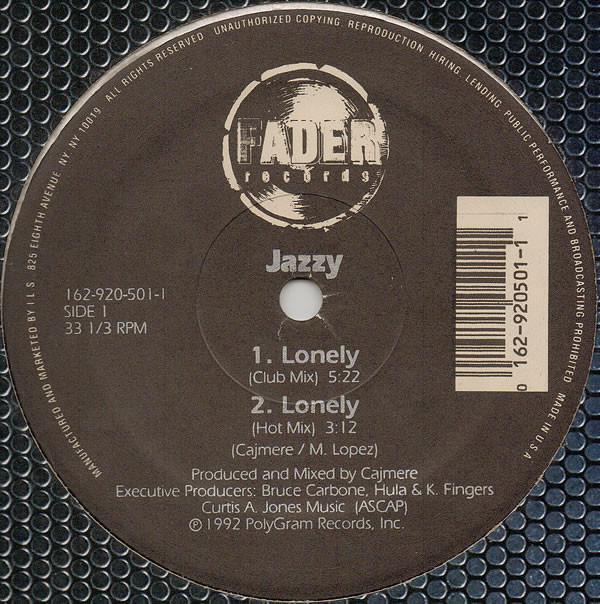 MANUFACTURED AND MARKETED BY I L S  825 EIGHTH AVENUE  NY NY 10019  ALL RIGHTS RESERVED  UNAUTHORIZED COPYING, REPRODUCTION  HIRING, LENDING, PUBLIC PERFORMANCE AND BROADCASTING PROHIBITED  MADE IN U S A
FADER
records
Jazzy
162-920-501-1
SIDE 1
33 1/3 RPM
0 162-920501-1 1
1. Lonely
(Club Mix) 5:22
2. Lonely
(Hot Mix) 3:12
(Cajmere / M. Lopez)
Produced and Mixed by Cajmere
Executive Producers: Bruce Carbone, Hula & K. Fingers
Curtis A. Jones Music (ASCAP)
℗ 1992 PolyGram Records, Inc.